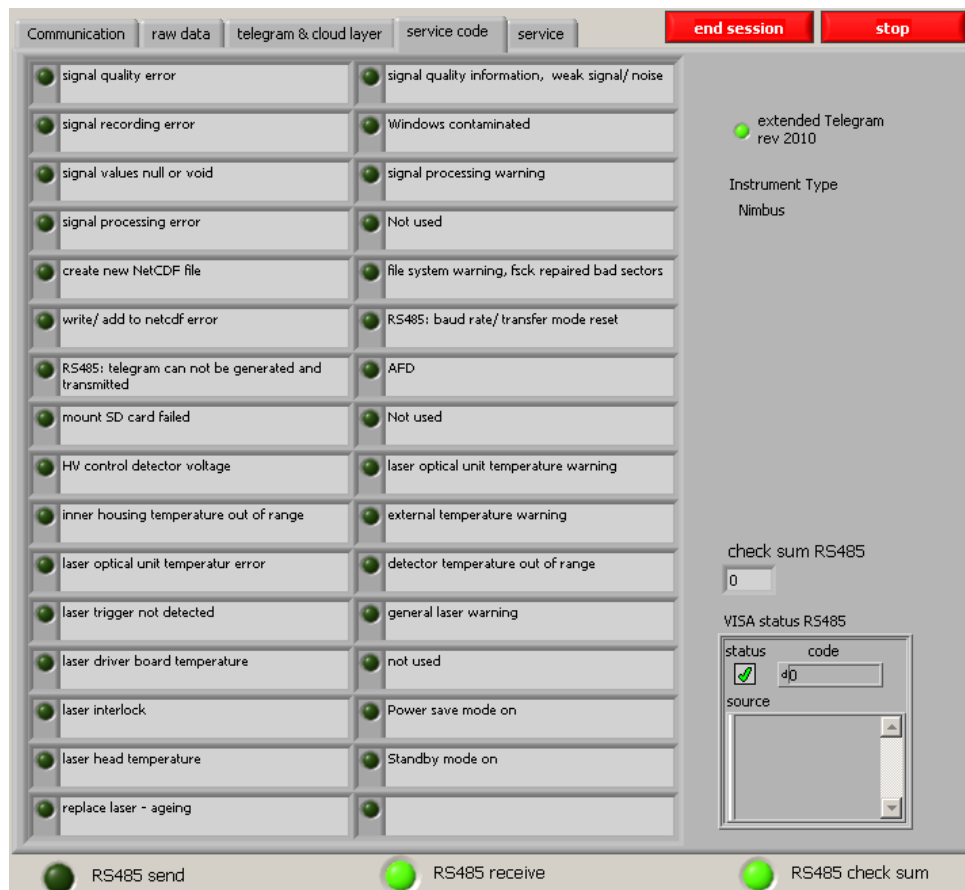 Communication
raw data
telegram & cloud layer
service code
service
end session
stop
signal quality error
signal quality information, weak signal/ noise
signal recording error
Windows contaminated
signal values null or void
signal processing warning
signal processing error
Not used
create new NetCDF file
file system warning, fsck repaired bad sectors
write/ add to netcdf error
RS485: baud rate/ transfer mode reset
RS485: telegram can not be generated and
transmitted
AFD
mount SD card failed
Not used
HV control detector voltage
laser optical unit temperature warning
inner housing temperature out of range
external temperature warning
laser optical unit temperatur error
detector temperature out of range
laser trigger not detected
general laser warning
laser driver board temperature
not used
laser interlock
Power save mode on
laser head temperature
Standby mode on
replace laser - ageing
extended Telegram
rev 2010
Instrument Type
Nimbus
check sum RS485
0
VISA status RS485
status
code
d0
source
RS485 send
RS485 receive
RS485 check sum